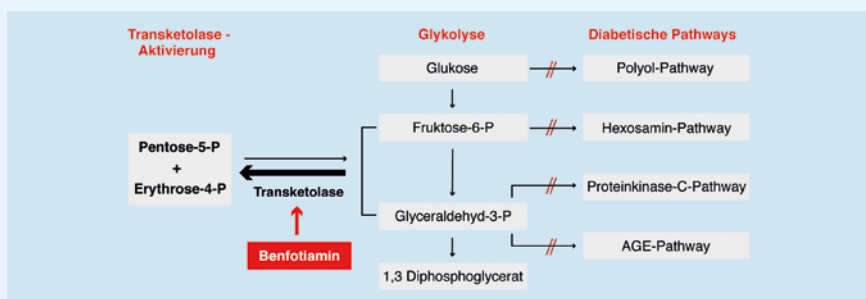 Transketolase -
Aktivierung
Glykolyse
Diabetische Pathways
Glukose
Polyol-Pathway
Fruktose-6-P
Hexosamin-Pathway
Pentose-5-P
+
Erythrose-4-P
Transketolase
Proteinkinase-C-Pathway
Glyceraldehyd-3-P
Benfotiamin
AGE-Pathway
1,3 Diphosphoglycerat